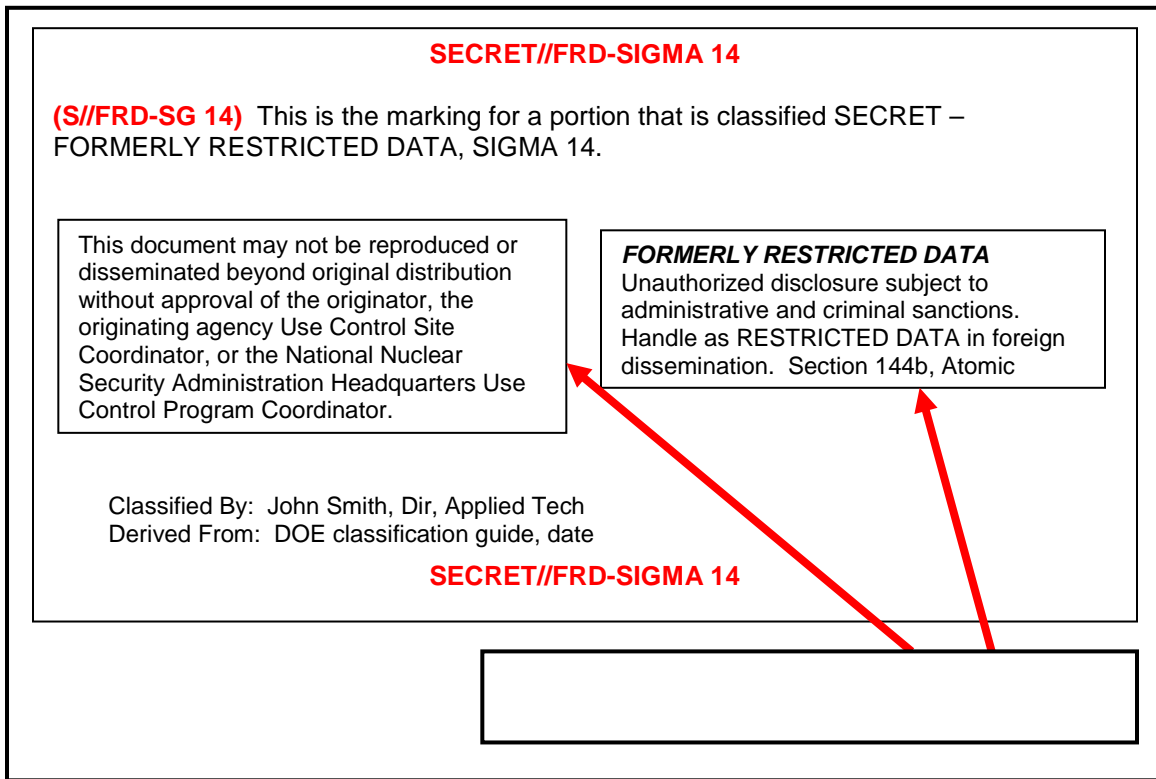 SECRET//FRD-SIGMA 14
(S//FRD-SG 14)  This is the marking for a portion that is classified SECRET –
FORMERLY RESTRICTED DATA, SIGMA 14.
This document may not be reproduced or
disseminated beyond original distribution
without approval of the originator, the
originating agency Use Control Site
Coordinator, or the National Nuclear
Security Administration Headquarters Use
Control Program Coordinator.
FORMERLY RESTRICTED DATA
Unauthorized disclosure subject to
administrative and criminal sanctions.
Handle as RESTRICTED DATA in foreign
dissemination.  Section 144b, Atomic
Classified By:  John Smith, Dir, Applied Tech
Derived From:  DOE classification guide, date
SECRET//FRD-SIGMA 14